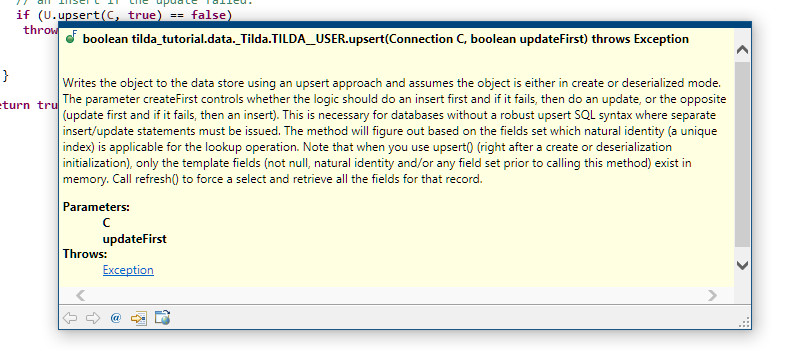 // an insert if the update failed.
if (U.upsert(C, true) == false)
throw
boolean tilda_tutorial.data._Tilda.TILDA__USER.upsert(Connection C, boolean updateFirst) throws Exception
}
Writes the object to the data store using an upsert approach and assumes the object is either in create or deserialized mode.
The parameter createFirst controls whether the logic should do an insert first and if it fails, then do an update, or the opposite
eturn tru
(update first and if it fails, then an insert). This is necessary for databases without a robust upsert SQL syntax where separate
insert/update statements must be issued. The method will figure out based on the fields set which natural identity (a unique
index) is applicable for the lookup operation. Note that when you use upsert() (right after a create or deserialization
initialization), only the template fields (not null, natural identity and/or any field set prior to calling this method) exist in
memory. Call refresh() to force a select and retrieve all the fields for that record.
Parameters:
C
updateFirst
Throws:
Exception